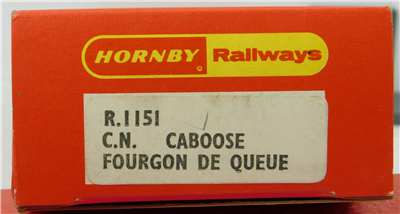 HORNBY Railways
R.1151
C.N. CABOOSE
FOURGON DE QUEUE